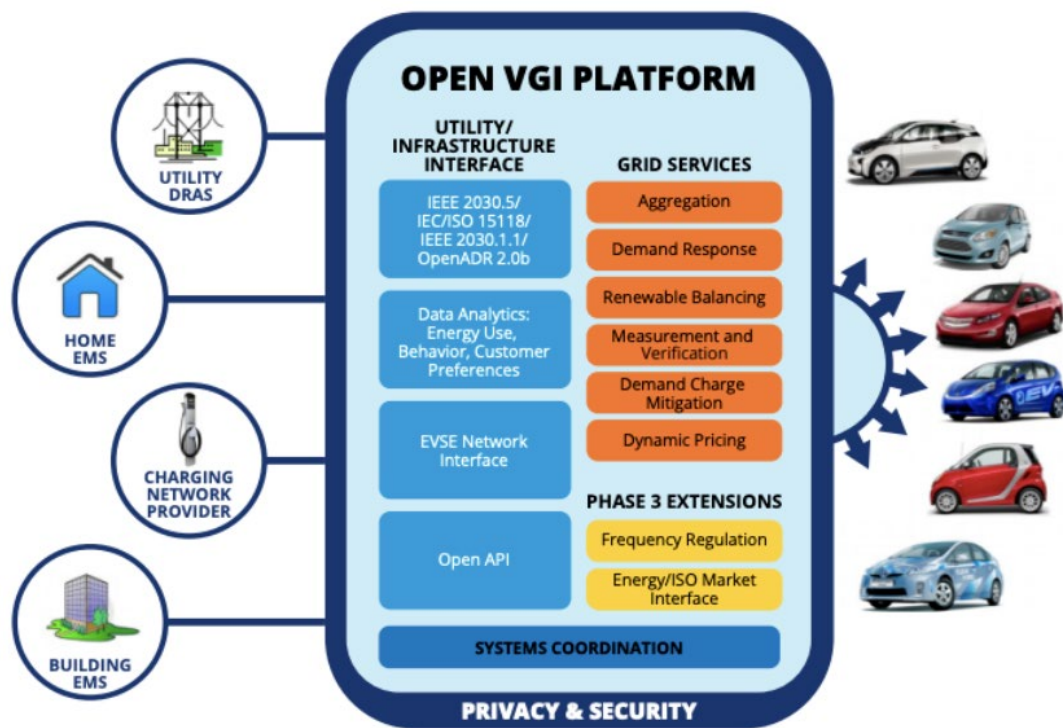 OPEN VGI PLATFORM
UTILITY
DRAS
HOME
EMS
CHARGING
NETWORK
PROVIDER
BUILDING
EMS
UTILITY/
INFRASTRUCTURE
INTERFACE
IEEE 2030.5/
IEC/ISO 15118/
IEEE 2030.1.1/
OpenADR 2.0b
Data Analytics:
Energy Use,
Behavior, Customer
Preferences
EVSE Network
Interface
Open API
GRID SERVICES
Aggregation
Demand Response
Renewable Balancing
Measurement and
Verification
Demand Charge
Mitigation
Dynamic Pricing
PHASE 3 EXTENSIONS
Frequency Regulation
Energy/ISO Market
Interface
SYSTEMS COORDINATION
PRIVACY & SECURITY
EV